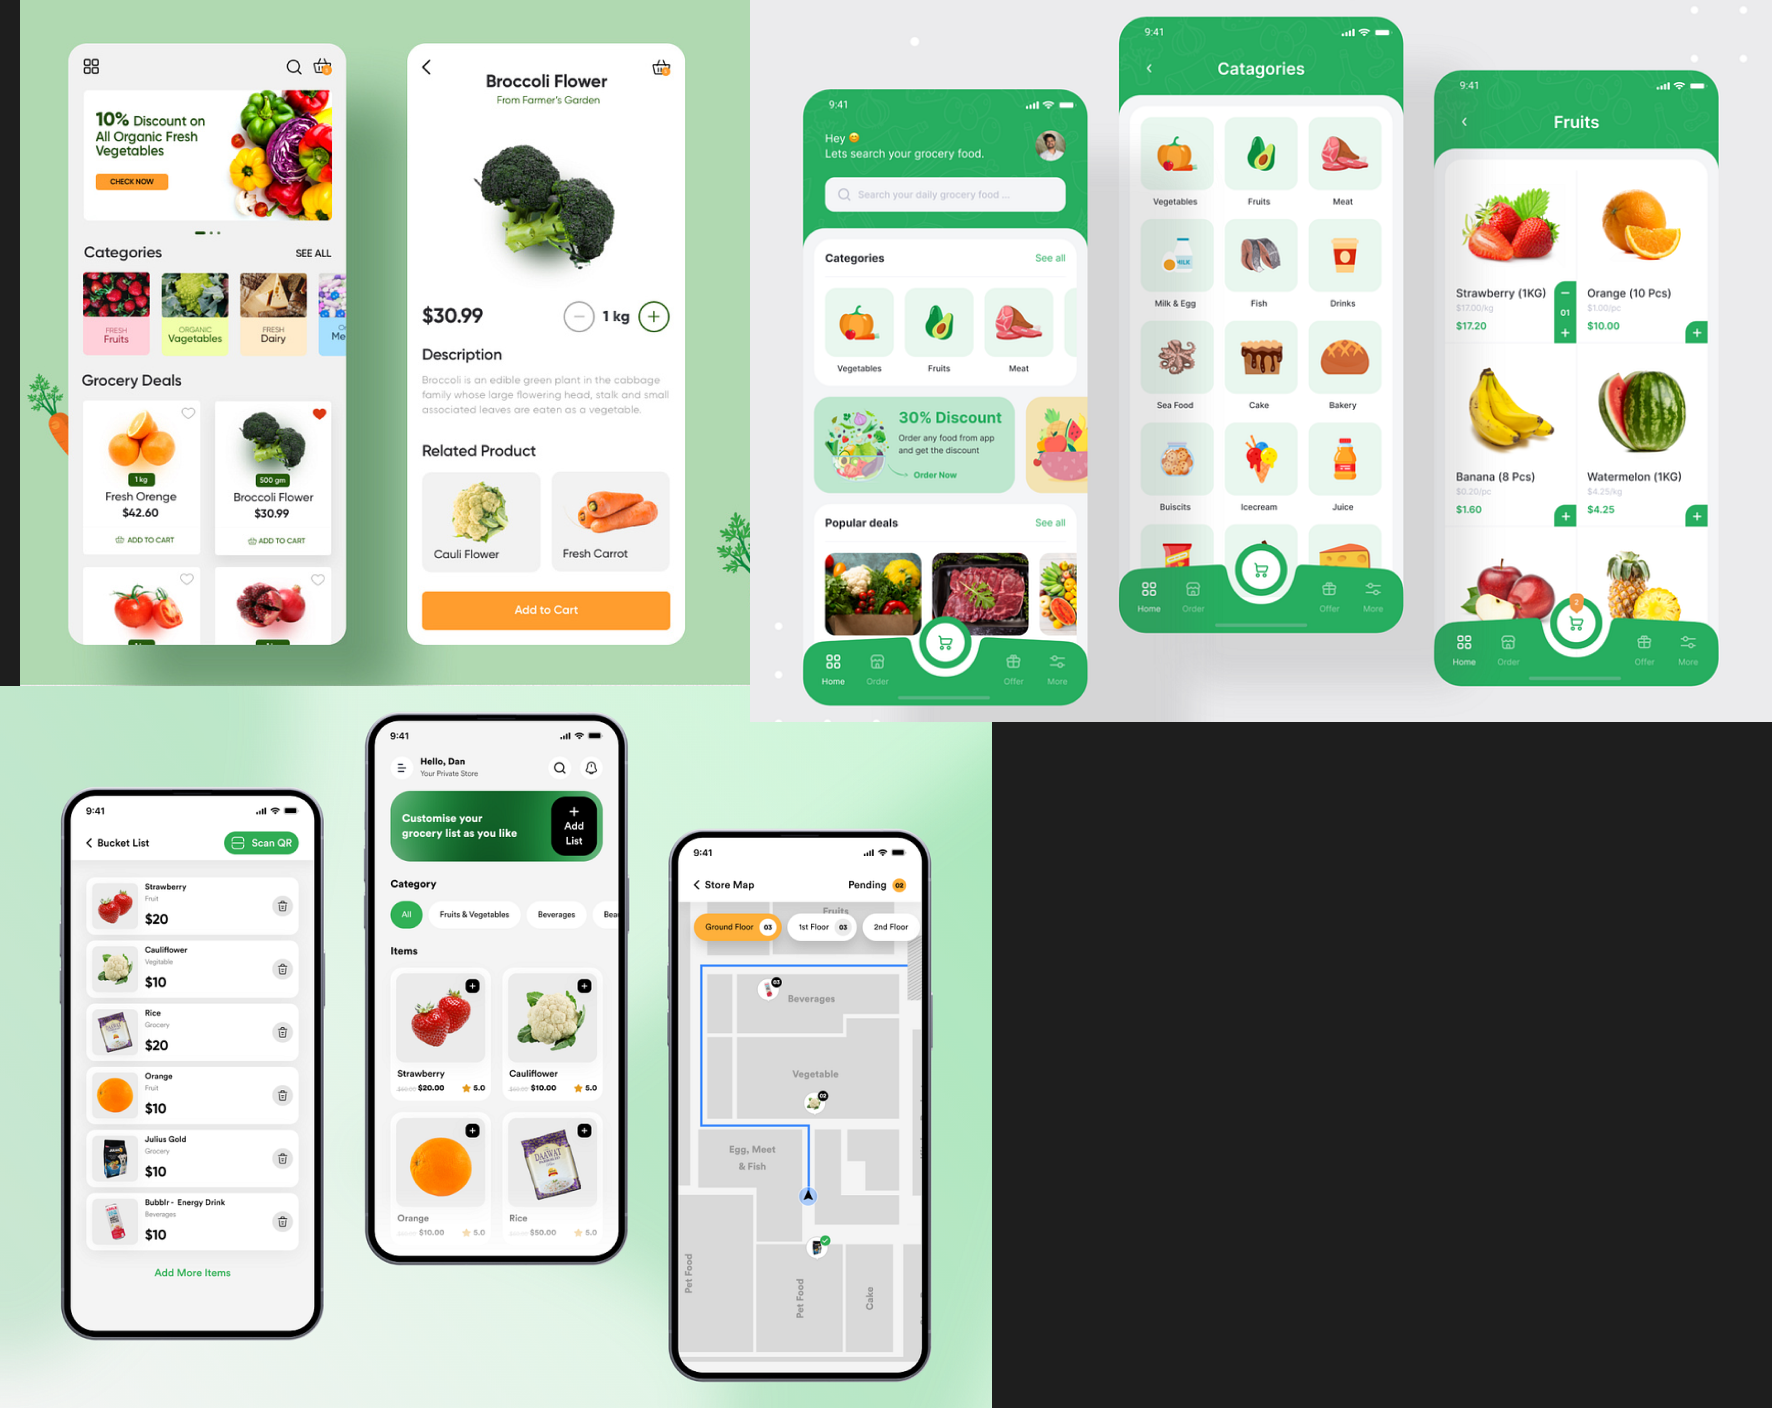 10% Discount on
All Organic Fresh
Vegetables
CHECK NOW
Categories
SEE ALL
FRESH
Fruits
ORGANIC
Vagetables
FRESH
Dairy
Me
Grocery Deals
1 kg
Fresh Orenge
$42.60
ADD TO CART
500 gm
Broccoli Flower
$30.99
ADD TO CART
Broccoli Flower
From Farmer's Garden
$30.99
1 kg
Description
Broccoli is an edible green plant in the cabbage
family whose large flowering head, stalk and small
associated leaves are eaten as a vegetable.
Related Product
Cauli Flower
Fresh Carrot
Add to Cart
9:41
Hey
Lets search your grocery food.
Search your daily grocery food ...
Categories
See all
Vegetables
Fruits
Meat
30% Discount
Order any food from app
and get the discount
Order Now
Popular deals
See all
Home
Order
Offer
More
9:41
Catagories
Vegetables
Fruits
Meat
MILK
Milk & Egg
Fish
Drinks
Sea Food
Cake
Bakery
Buiscits
Icecream
Juice
Home
Order
Offer
More
9:41
Fruits
Strawberry (1KG)
$17.00/kg
$17.20
01
Orange (10 Pcs)
$1.00/pc
$10.00
Banana (8 Pcs)
$0.20/pc
$1.60
Watermelon (1KG)
$4.25/kg
$4.25
2
Home
Order
Offer
More
9:41
Bucket List
Scan QR
Strawberry
Fruit
$20
Cauliflower
Vegitable
$10
Rice
Grocery
$20
Orange
Fruit
$10
Julius Gold
Grocery
$10
Bubblr - Energy Drink
Beverages
$10
Add More Items
9:41
Hello, Dan
Your Private Store
Customise your
grocery list as you like
Add
List
Category
All
Fruits & Vegetables
Beverages
Bea
Items
Strawberry
$20.00
5.0
Cauliflower
$10.00
5.0
DAAWAT
Orange
$10.00
5.0
Rice
$50.00
5.0
9:41
Store Map
Pending
02
Fruits
Ground Floor
03
1st Floor
03
2nd Floor
03
Beverages
Vegetable
02
Egg, Meet
& Fish
Pet Food
Pet Food
Cake